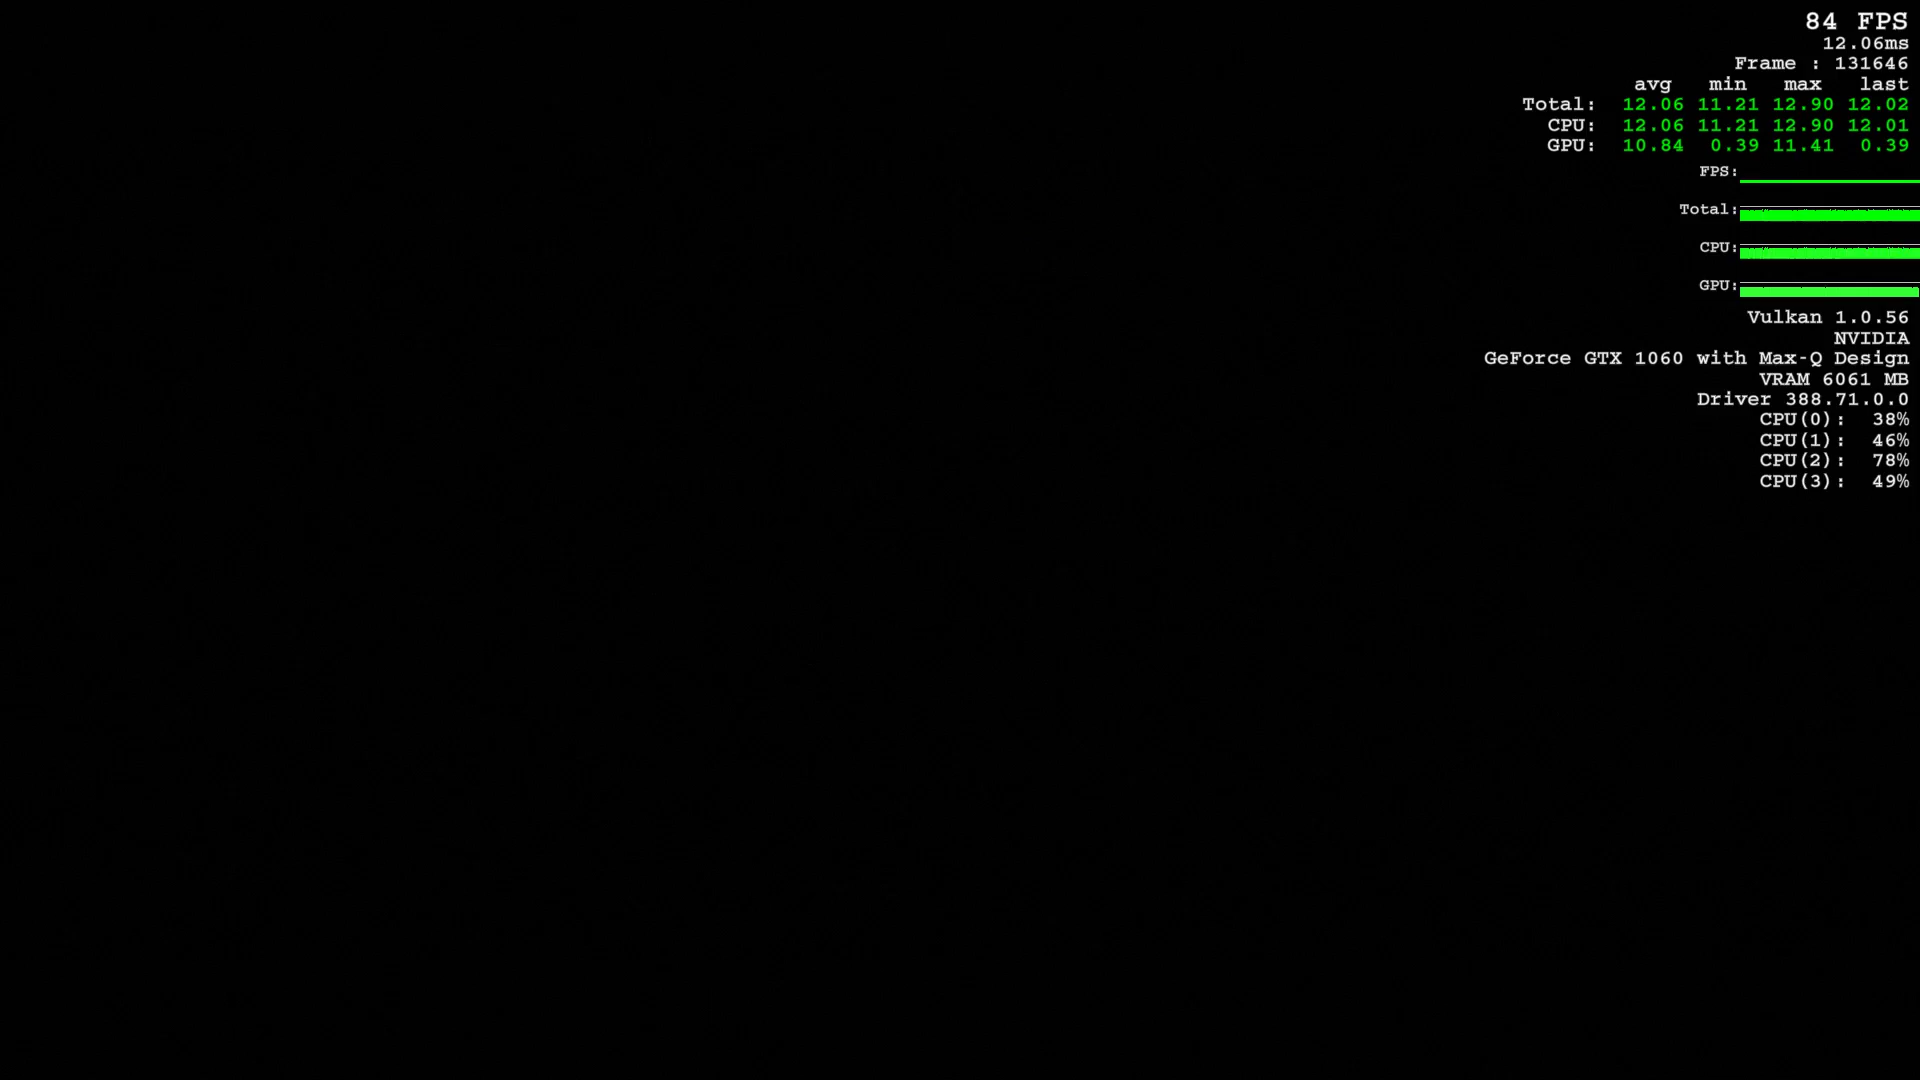 84 FPS
12.06ms
Frame : 131646
avg min max last
Total: 12.06 11.21 12.90 12.02
CPU: 12.06 11.21 12.90 12.01
GPU: 10.84 0.39 11.41 0.39
FPS:
Total:
CPU:
GPU:
Vulkan 1.0.56
NVIDIA
GeForce GTX 1060 with Max-Q Design
VRAM 6061 MB
Driver 388.71.0.0
CPU(0): 38%
CPU(1): 46%
CPU(2): 78%
CPU(3): 49%